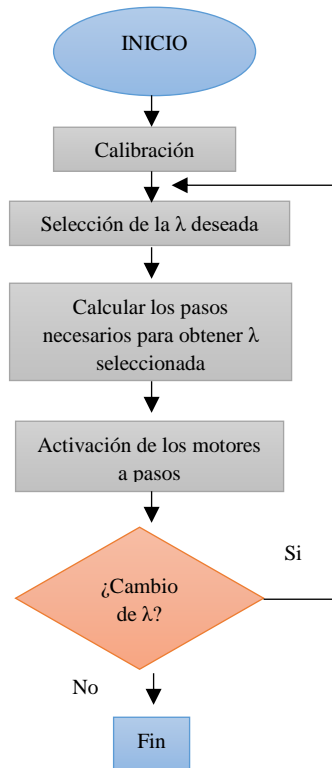 INICIO
Calibración
Selección de la λ deseada
Calcular los pasos
necesarios para obtener λ
seleccionada
Activación de los motores
a pasos
¿Cambio
de λ?
Si
No
Fin